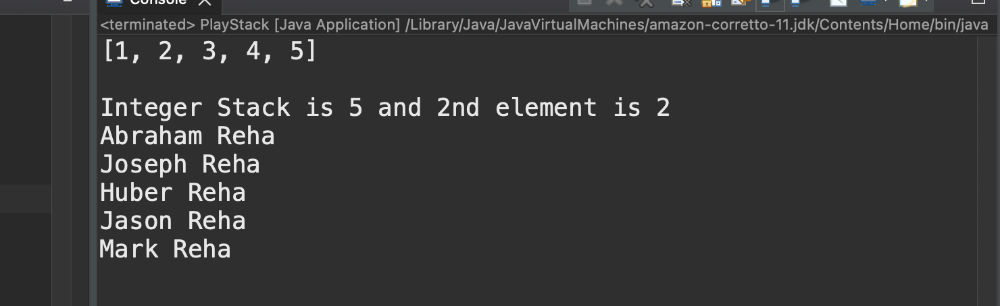 Console
<terminated> PlayStack [Java Application] /Library/Java/JavaVirtualMachines/amazon-corretto-11.jdk/Contents/Home/bin/java
[1, 2, 3, 4, 5]
Integer Stack is 5 and 2nd element is 2
Abraham Reha
Joseph Reha
Huber Reha
Jason Reha
Mark Reha